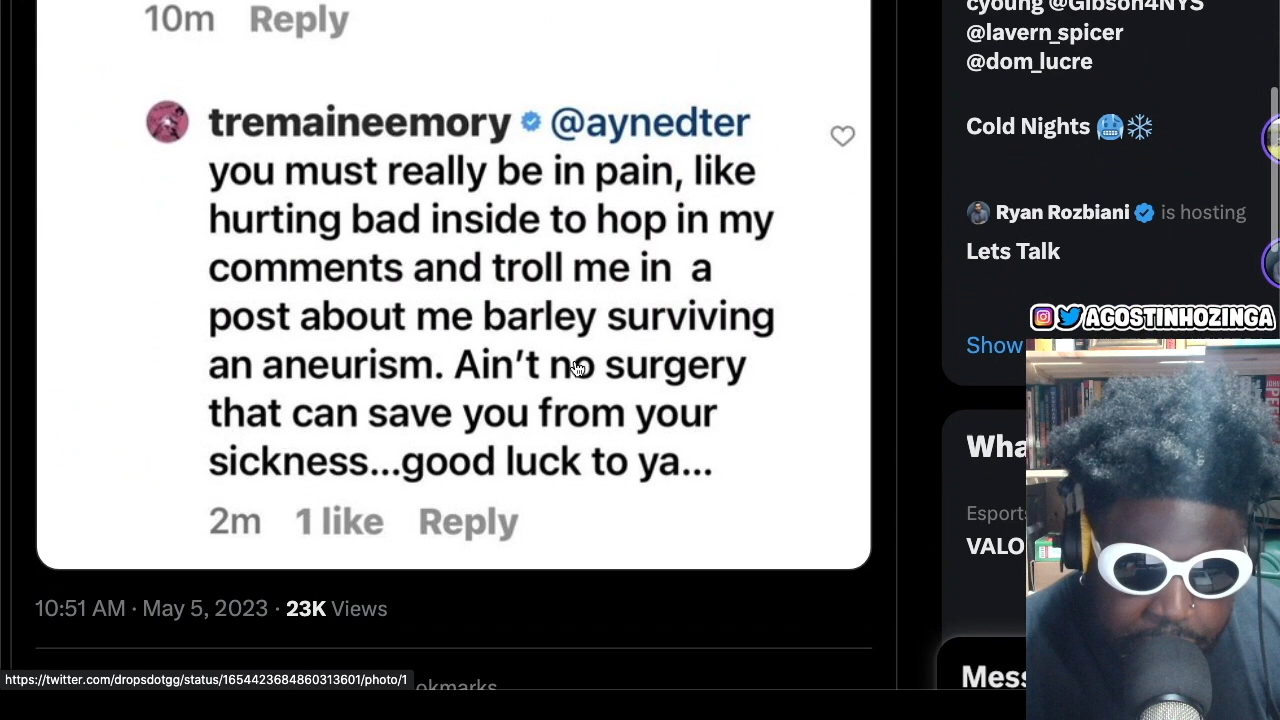 10m Reply
tremaineemory @aynedter
you must really be in pain, like
hurting bad inside to hop in my
comments and troll me in a
post about me barley surviving
an aneurism. Ain't no surgery
that can save you from your
sickness...good luck to ya...
2m 1 like Reply
10:51 AM · May 5, 2023 · 23K Views
okmarks
https://twitter.com/dropsdotgg/status/1654423684860313601/photo/1
cyoung @Gibson4NYS
@lavern_spicer
@dom_lucre
Cold Nights 🥶❄️
Ryan Rozbiani is hosting
Lets Talk
AGOSTINHOZINGA
Show
Wha
Esports
VALO
Mess